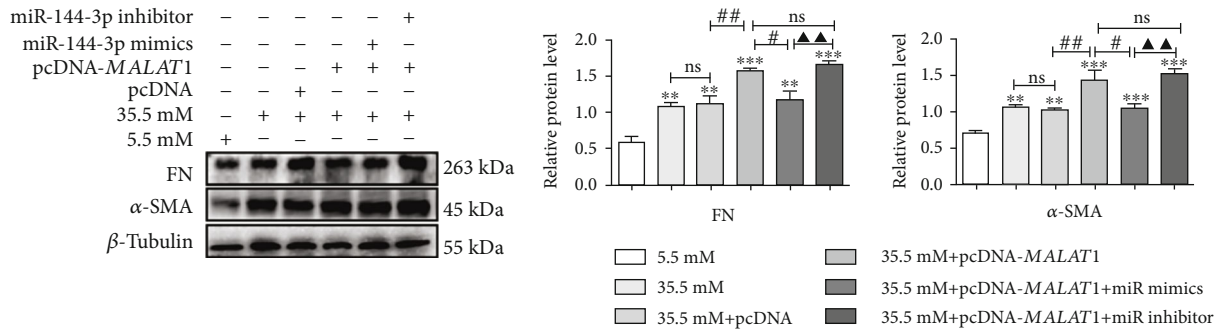 miR-144-3p inhibitor – – – – – +
miR-144-3p mimics – – – – + –
pcDNA-MALAT1 – – – + + +
pcDNA – – + – – –
35.5 mM – + + + + +
5.5 mM + – – – – –
FN 263 kDa
α-SMA 45 kDa
β-Tubulin 55 kDa
Relative protein level
2.0
1.5
1.0
0.5
0.0
ns
## # ▲▲
ns
** ** *** ** ***
FN
Relative protein level
2.0
1.5
1.0
0.5
0.0
ns
## # ▲▲
ns
** ** *** *** ***
α-SMA
5.5 mM
35.5 mM
35.5 mM+pcDNA
35.5 mM+pcDNA-MALAT1
35.5 mM+pcDNA-MALAT1+miR mimics
35.5 mM+pcDNA-MALAT1+miR inhibitor